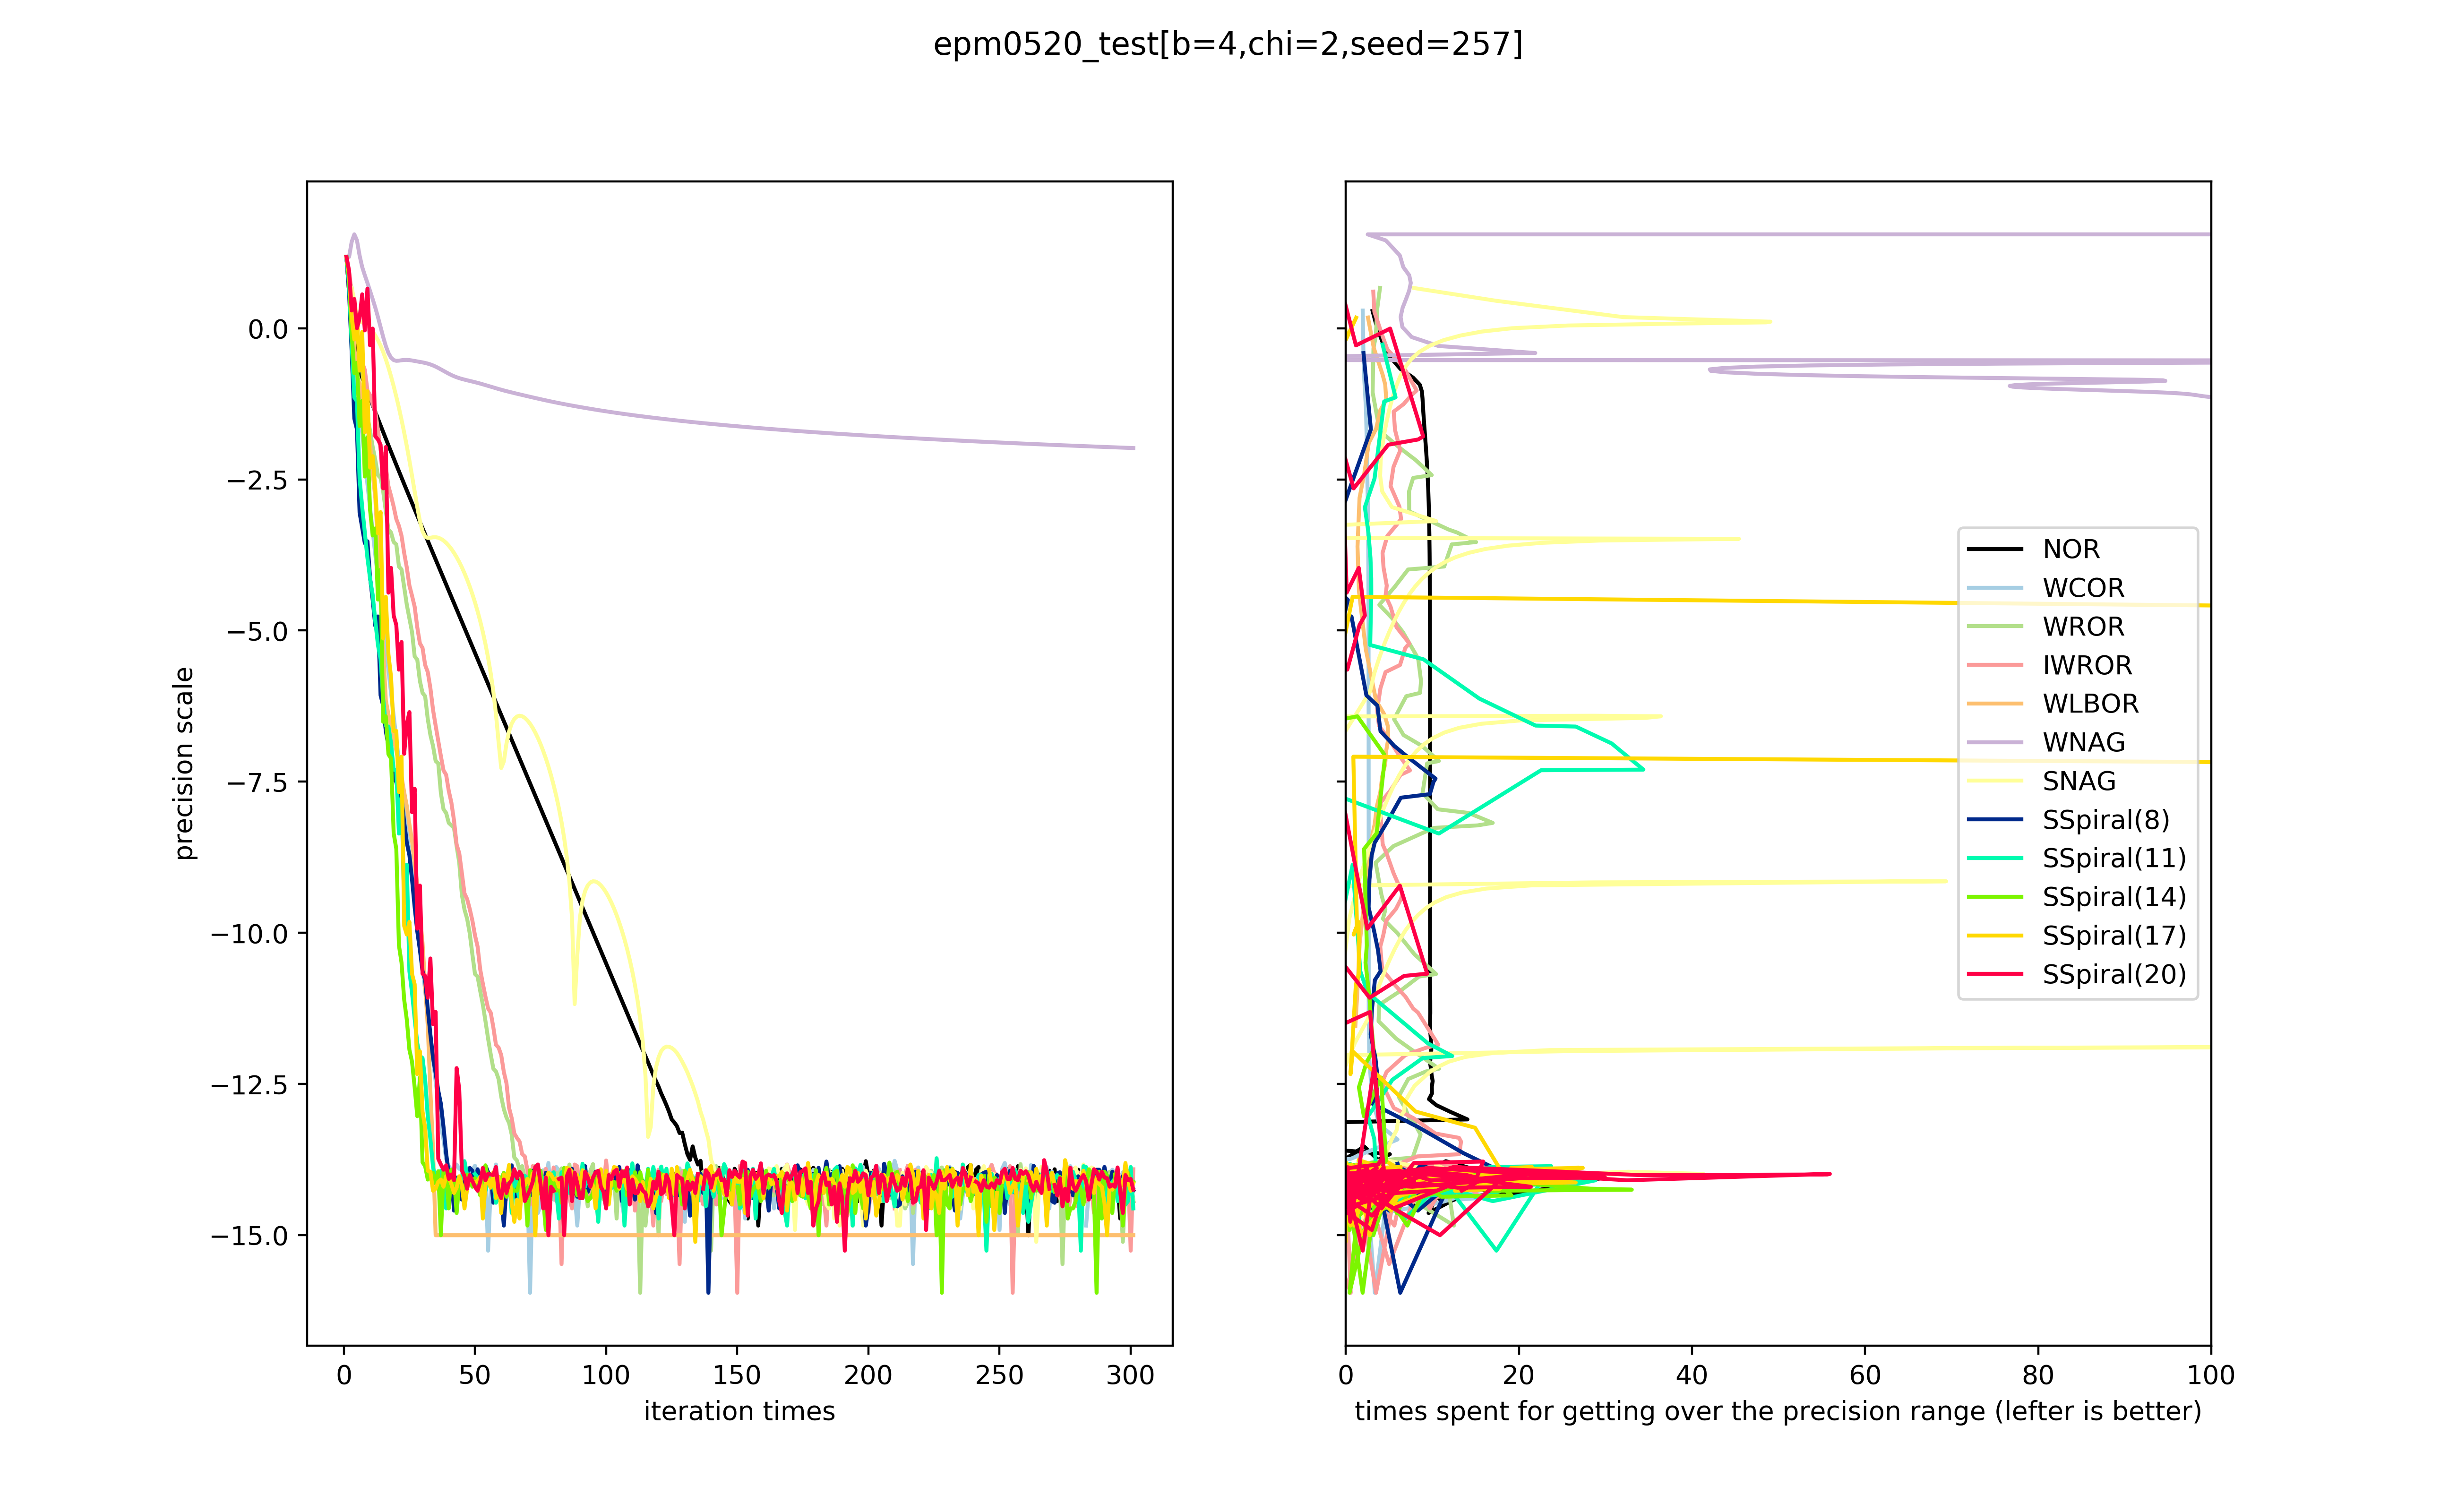 epm0520_test[b=4,chi=2,seed=257]
precision scale
0.0
−2.5
−5.0
−7.5
−10.0
−12.5
−15.0
0 50 100 150 200 250 300
iteration times
NOR
WCOR
WROR
IWROR
WLBOR
WNAG
SNAG
SSpiral(8)
SSpiral(11)
SSpiral(14)
SSpiral(17)
SSpiral(20)
0 20 40 60 80 100
times spent for getting over the precision range (lefter is better)